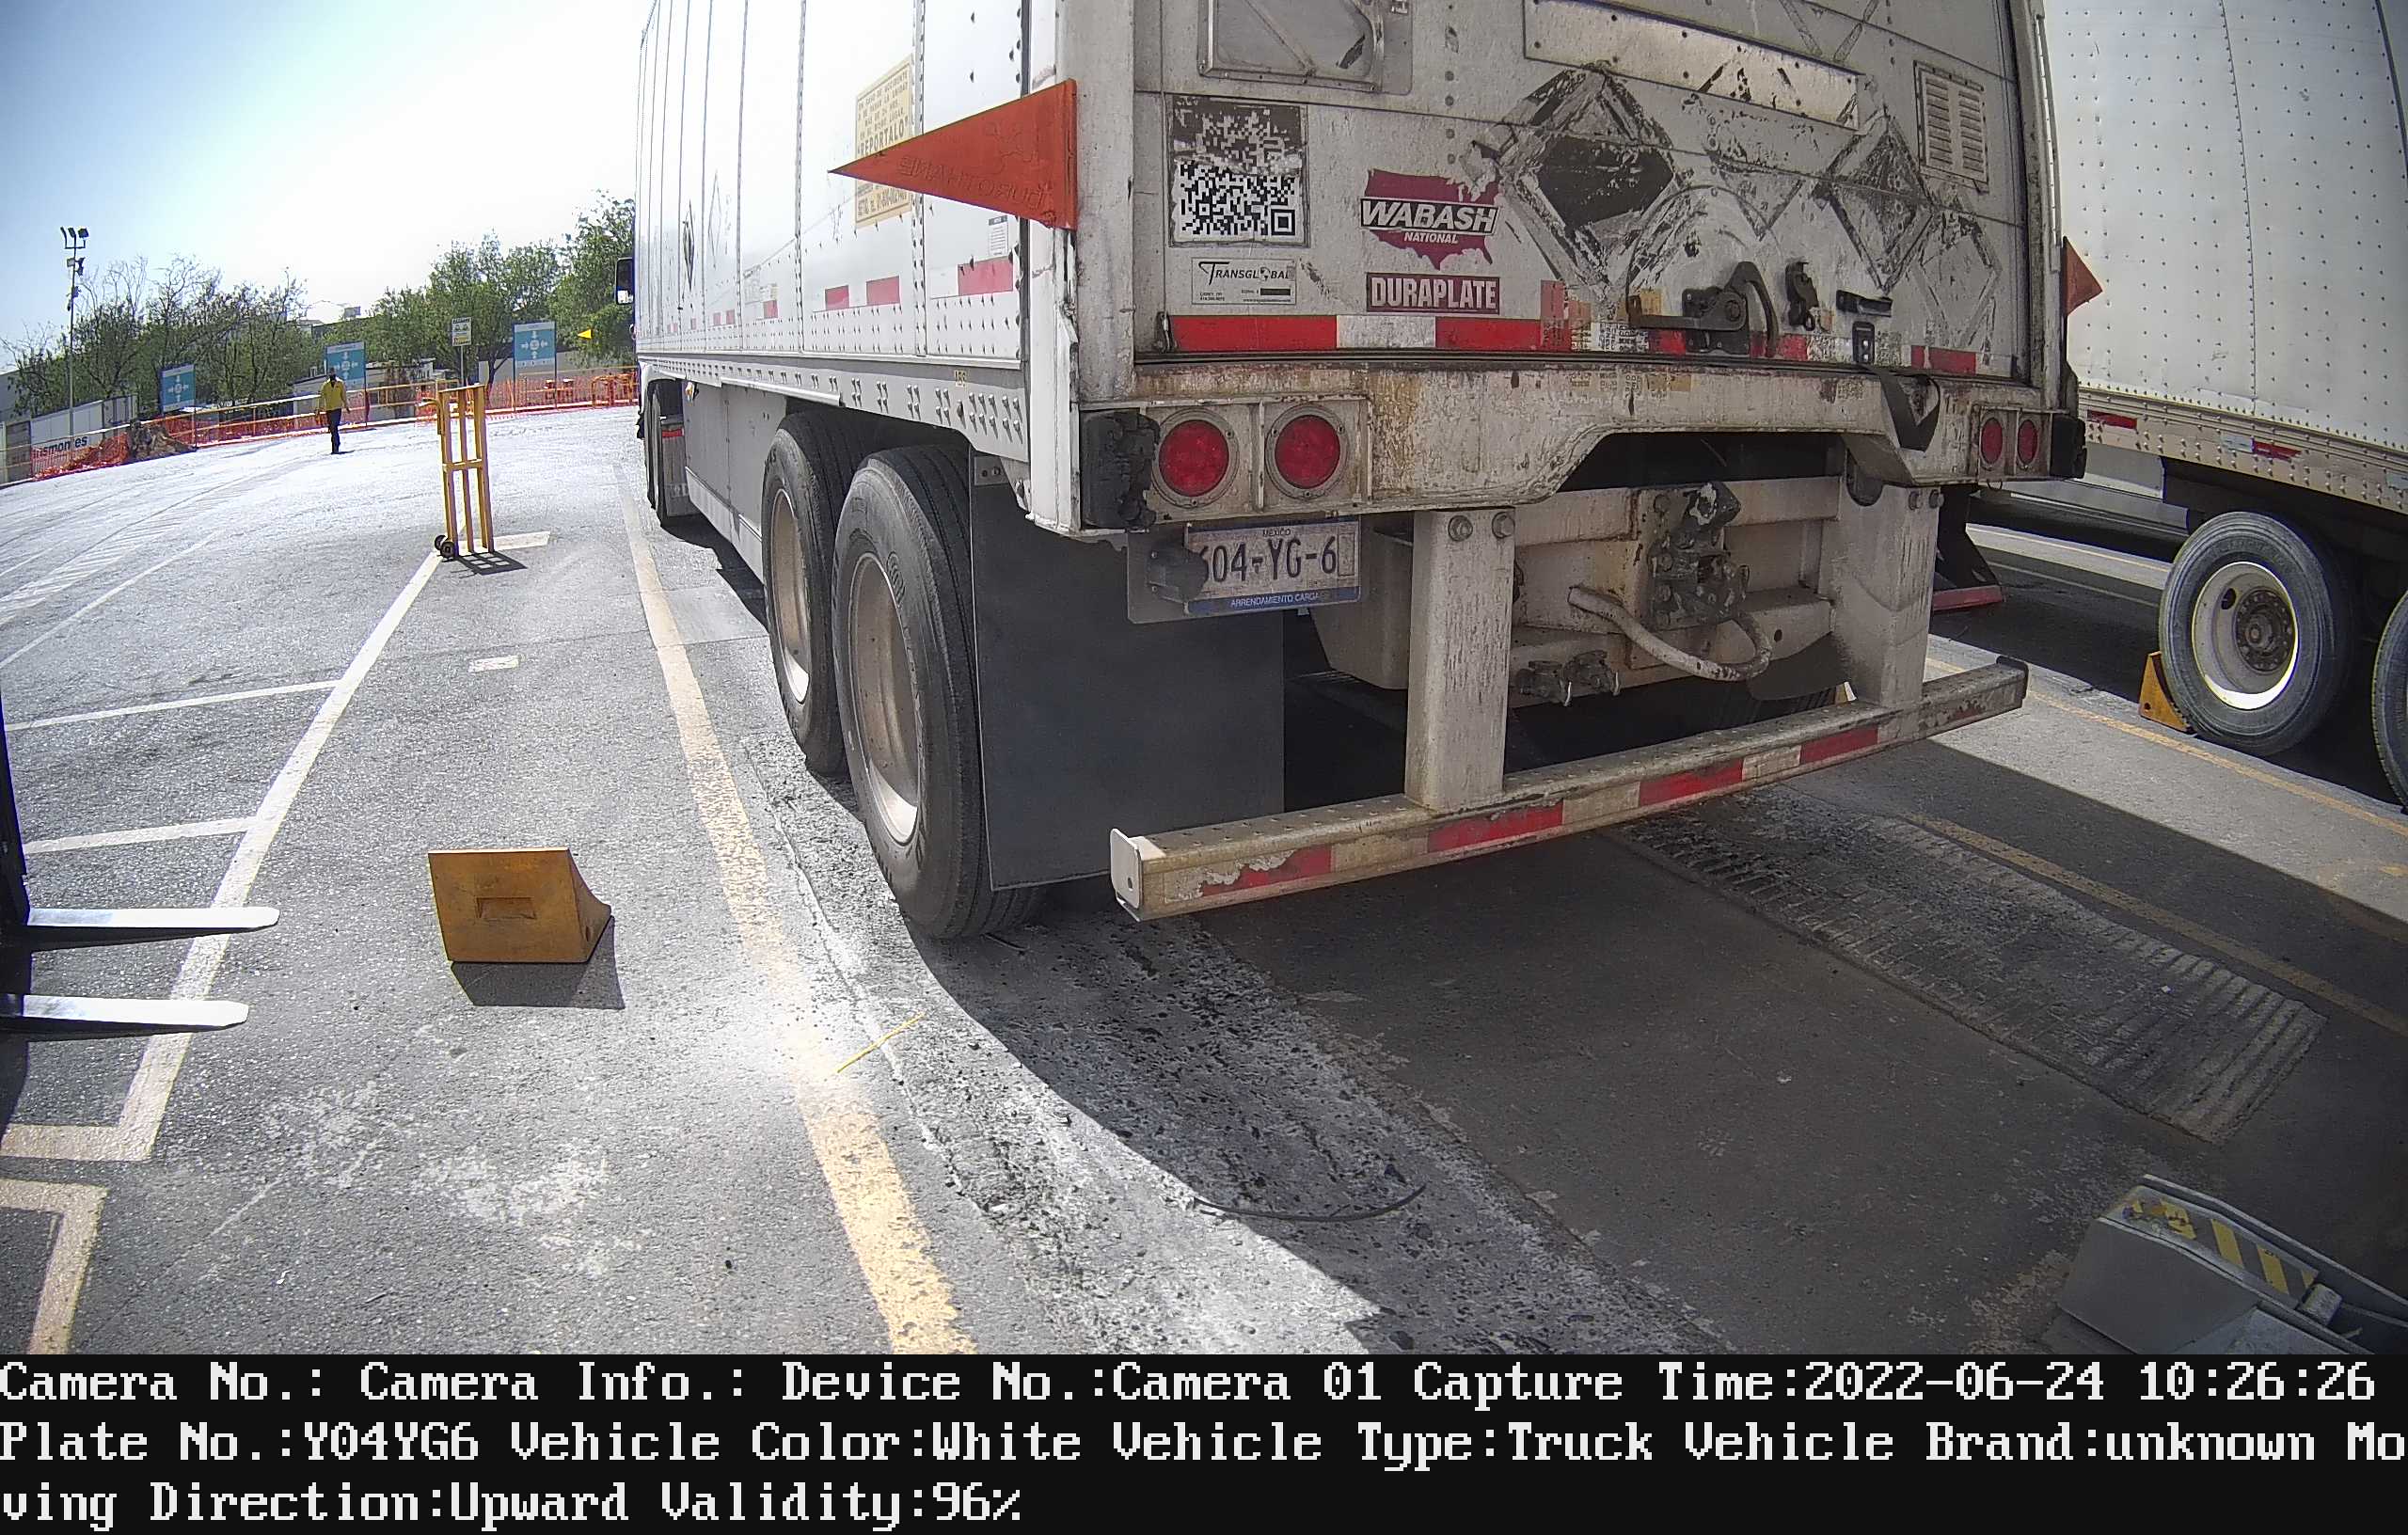 "REPORTALO"
WABASH
NATIONAL
TRANSGLOBAL
DURAPLATE
MEXICO
604-YG-6
ARRENDAMIENTO CARGA
Camera No.: Camera Info.: Device No.:Camera 01 Capture Time:2022-06-24 10:26:26
Plate No.:Y04YG6 Vehicle Color:White Vehicle Type:Truck Vehicle Brand:unknown Mo
ving Direction:Upward Validity:96%